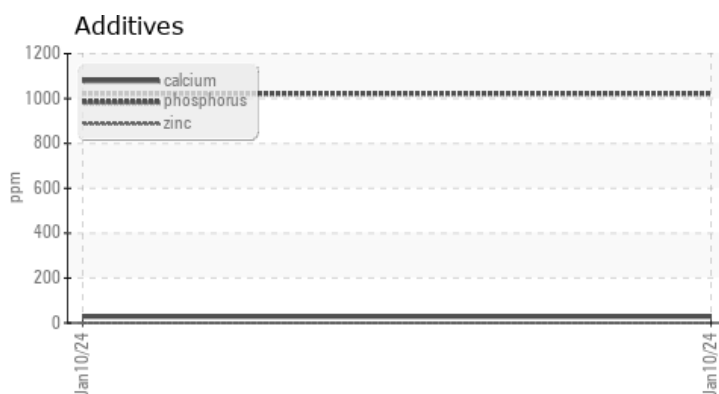 Additives
1200
1000
800
600
400
200
0
ppm
calcium
phosphorus
zinc
Jan10/24
Jan10/24